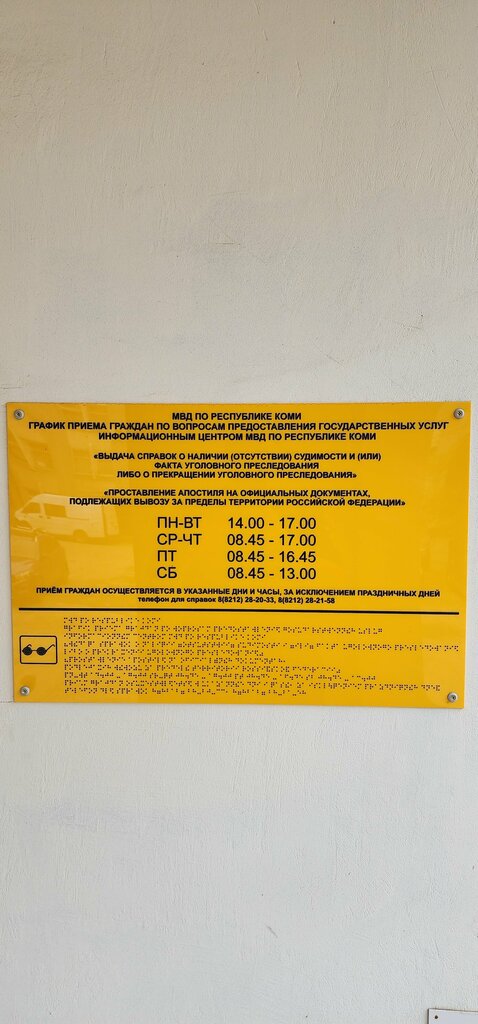 МВД ПО РЕСПУБЛИКЕ КОМИ
ГРАФИК ПРИЕМА ГРАЖДАН ПО ВОПРОСАМ ПРЕДОСТАВЛЕНИЯ ГОСУДАРСТВЕННЫХ УСЛУГ
ИНФОРМАЦИОННЫМ ЦЕНТРОМ МВД ПО РЕСПУБЛИКЕ КОМИ
«ВЫДАЧА СПРАВОК О НАЛИЧИИ (ОТСУТСТВИИ) СУДИМОСТИ И (ИЛИ)
ФАКТА УГОЛОВНОГО ПРЕСЛЕДОВАНИЯ
ЛИБО О ПРЕКРАЩЕНИИ УГОЛОВНОГО ПРЕСЛЕДОВАНИЯ»
«ПРОСТАВЛЕНИЕ АПОСТИЛЯ НА ОФИЦИАЛЬНЫХ ДОКУМЕНТАХ,
ПОДЛЕЖАЩИХ ВЫВОЗУ ЗА ПРЕДЕЛЫ ТЕРРИТОРИИ РОССИЙСКОЙ ФЕДЕРАЦИИ»
ПН-ВТ 14.00 - 17.00
СР-ЧТ 08.45 - 17.00
ПТ 08.45 - 16.45
СБ 08.45 - 13.00
ПРИЁМ ГРАЖДАН ОСУЩЕСТВЛЯЕТСЯ В УКАЗАННЫЕ ДНИ И ЧАСЫ, ЗА ИСКЛЮЧЕНИЕМ ПРАЗДНИЧНЫХ ДНЕЙ
телефон для справок 8(8212) 28-20-33, 8(8212) 28-21-58